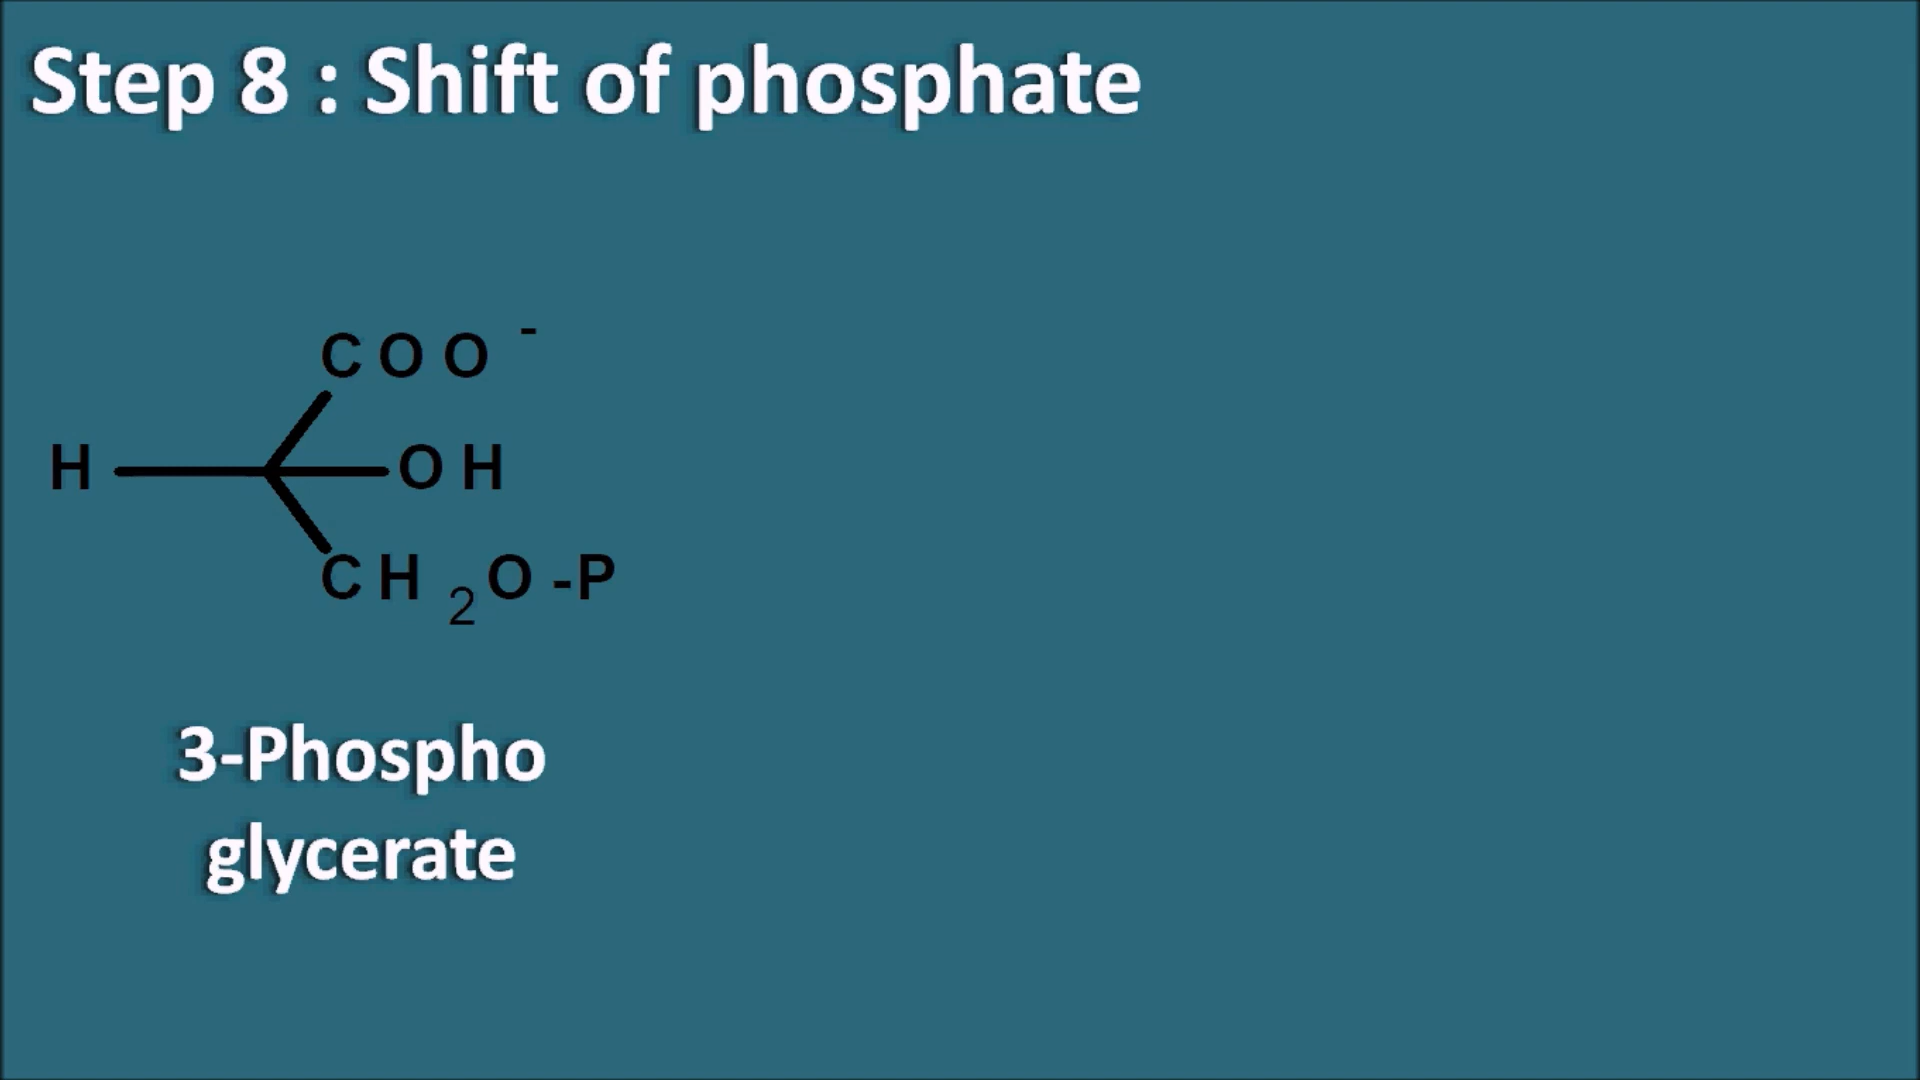 Step 8 : Shift of phosphate
COO -
H OH
CH2O-P
3-Phospho
glycerate